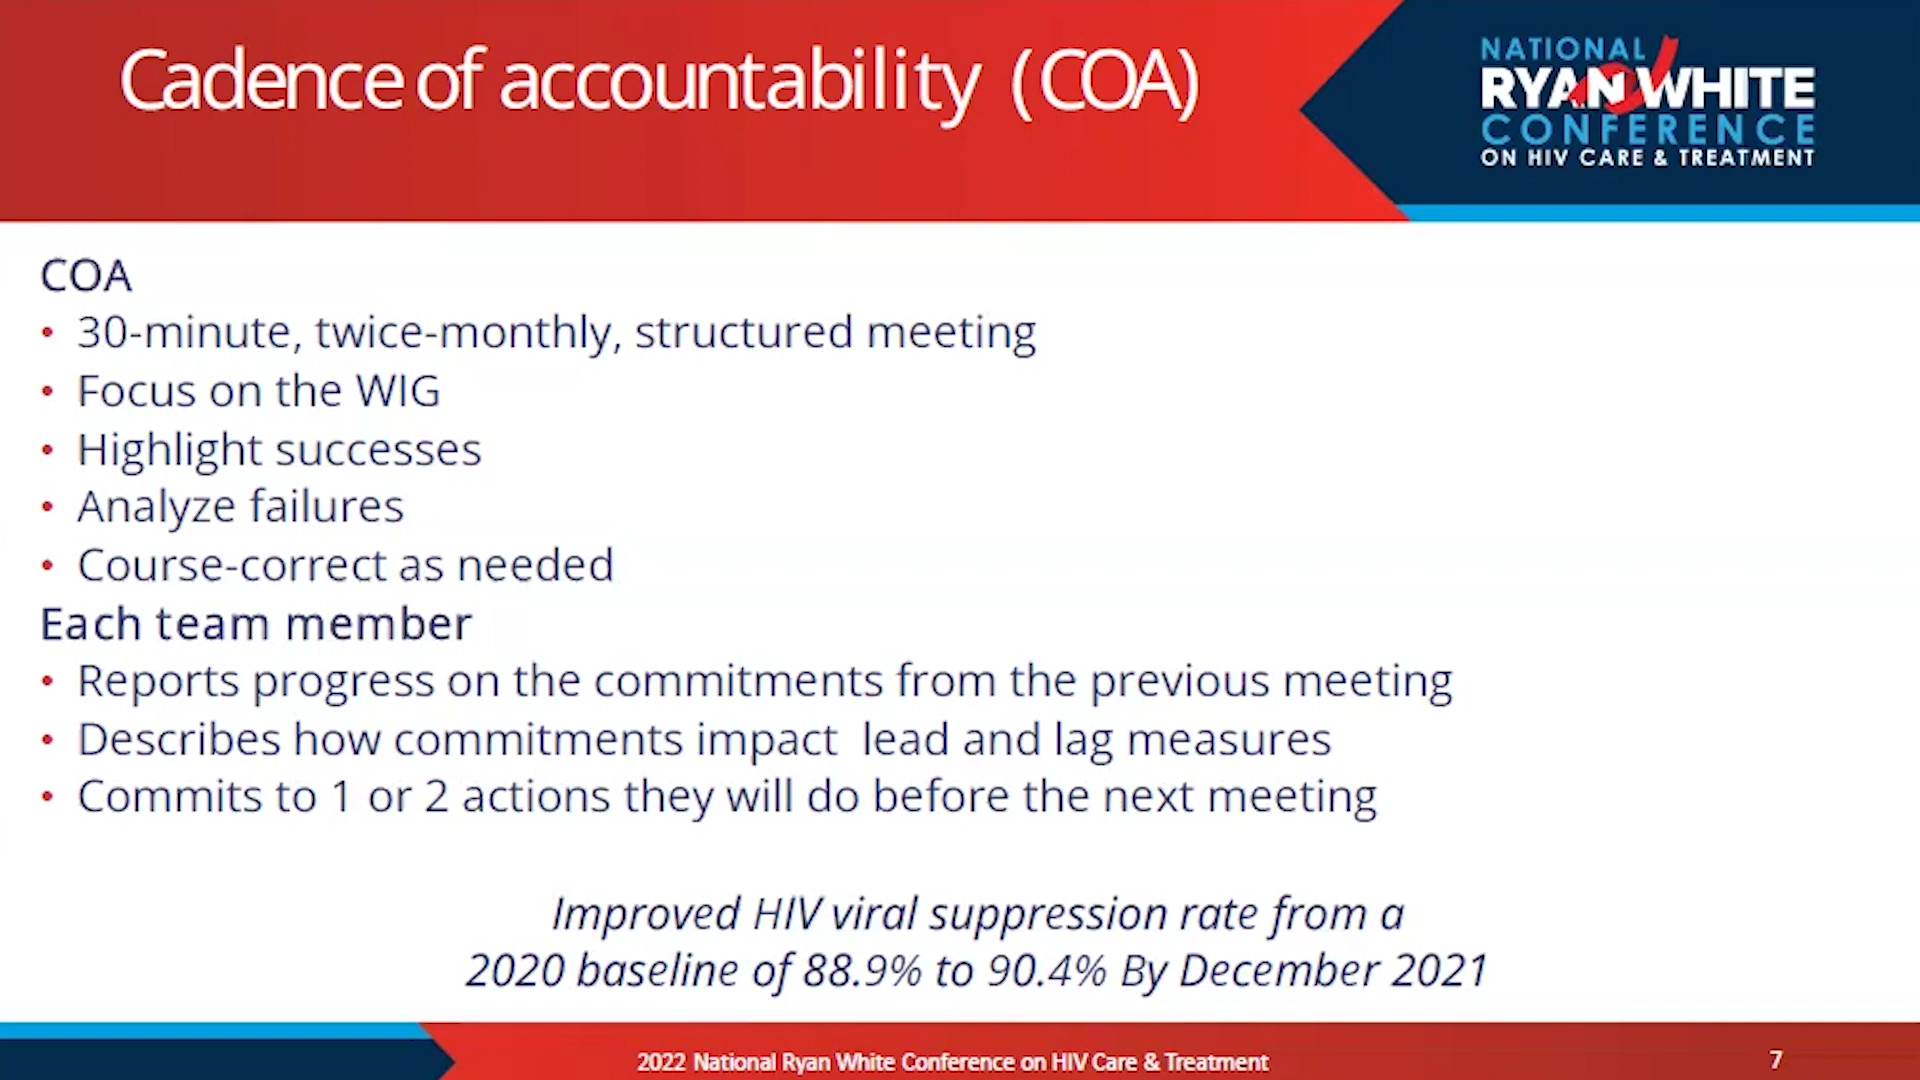 Cadence of accountability (COA)
NATIONAL
RYAN WHITE
CONFERENCE
ON HIV CARE & TREATMENT
COA
• 30-minute, twice-monthly, structured meeting
• Focus on the WIG
• Highlight successes
• Analyze failures
• Course-correct as needed
Each team member
• Reports progress on the commitments from the previous meeting
• Describes how commitments impact lead and lag measures
• Commits to 1 or 2 actions they will do before the next meeting
Improved HIV viral suppression rate from a
2020 baseline of 88.9% to 90.4% By December 2021
2022 National Ryan White Conference on HIV Care & Treatment
7